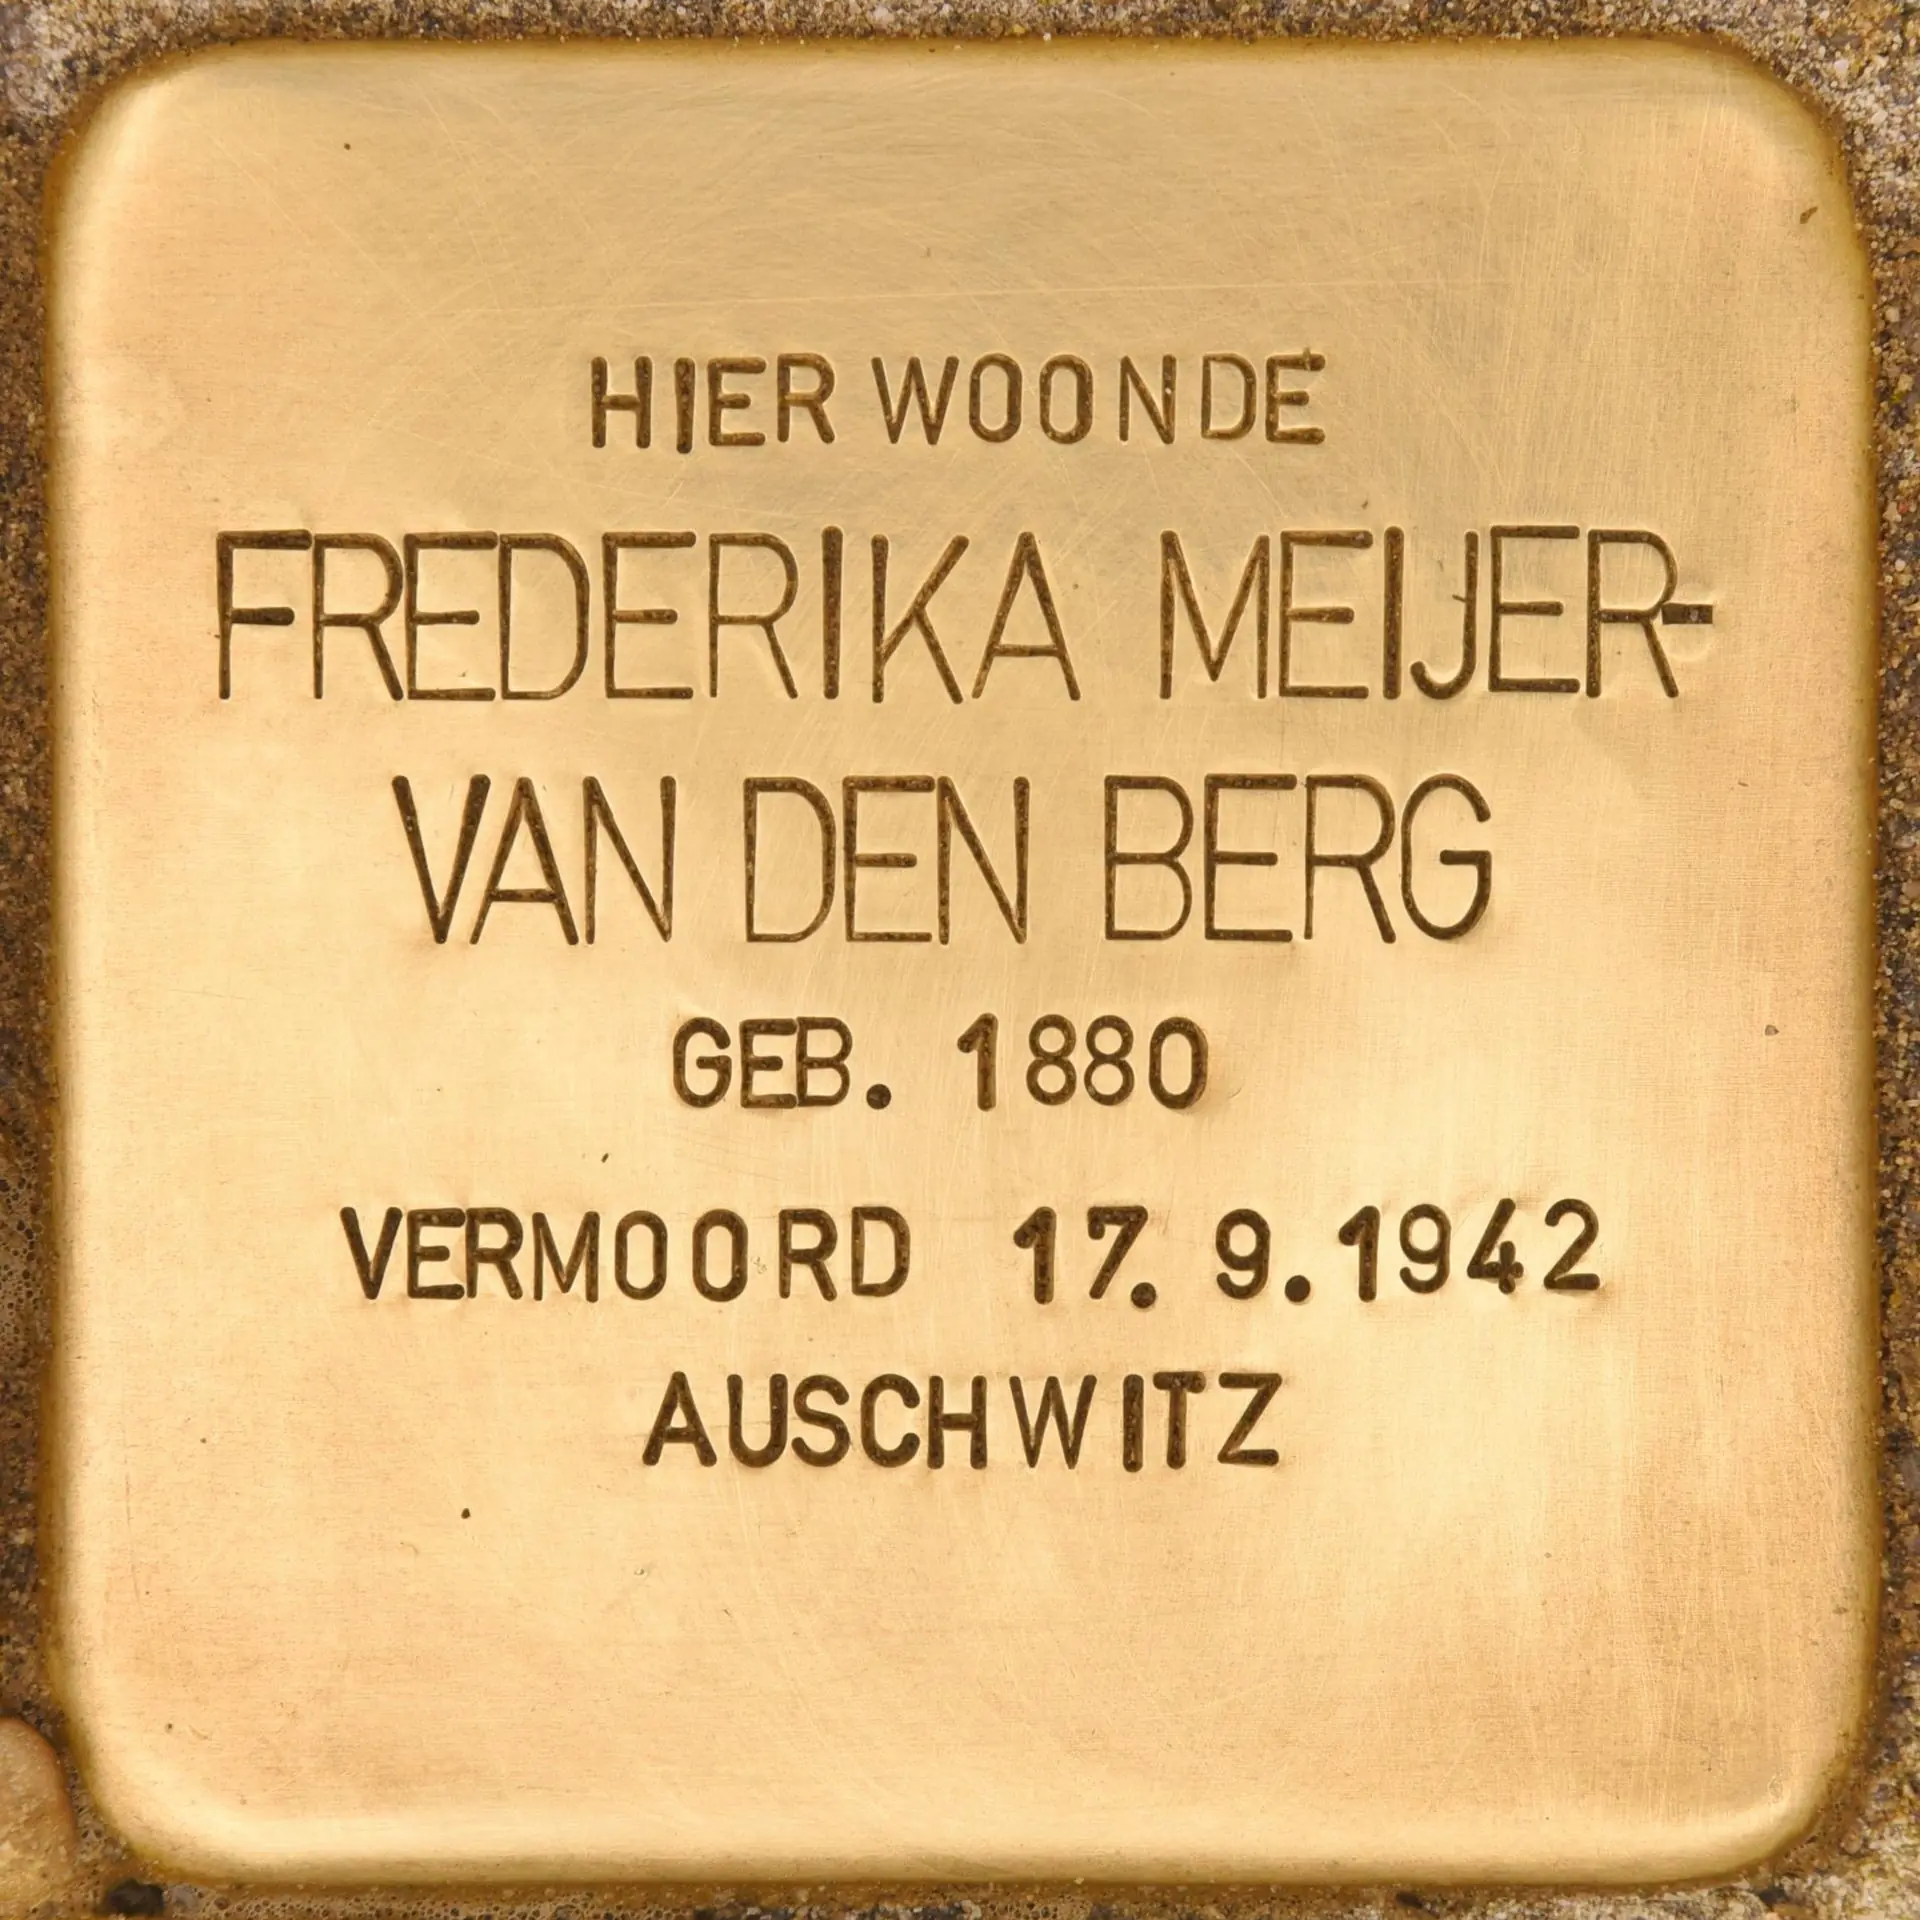 HIER WOONDE
FREDERIKA MEIJER-
VAN DEN BERG
GEB. 1880
VERMOORD 17. 9.1942
AUSCHWITZ